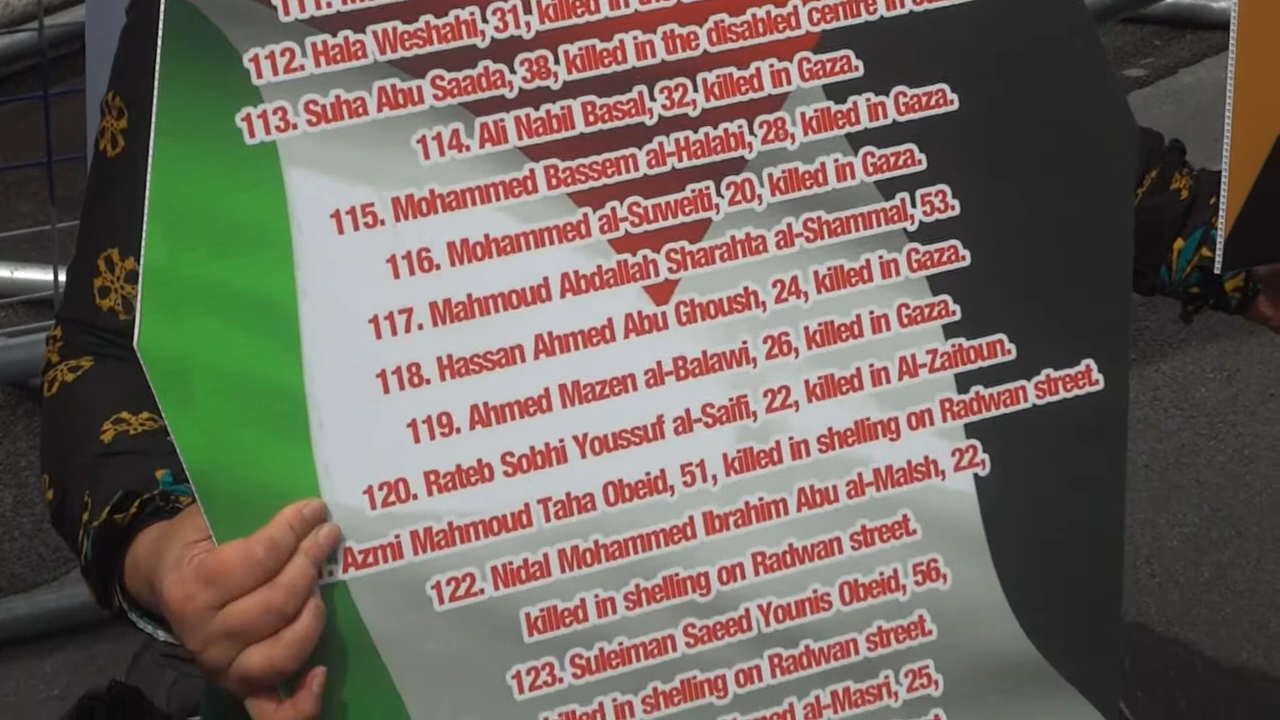 111.
112. Hala Weshahi, 31, killed in the
113. Suha Abu Saada, 38, killed in the disabled centre in
114. Ali Nabil Basal, 32, killed in Gaza.
115. Mohammed Bassem al-Halabi, 28, killed in Gaza.
116. Mohammed al-Suweiti, 20, killed in Gaza.
117. Mahmoud Abdallah Sharahta al-Shammal, 53.
118. Hassan Ahmed Abu Ghoush, 24, killed in Gaza.
119. Ahmed Mazen al-Balawi, 26, killed in Gaza.
120. Rateb Sobhi Youssuf al-Saifi, 22, killed in Al-Zaitoun.
Azmi Mahmoud Taha Obeid, 51, killed in shelling on Radwan street.
122. Nidal Mohammed Ibrahim Abu al-Malsh, 22,
killed in shelling on Radwan street.
123. Suleiman Saeed Younis Obeid, 56,
killed in shelling on Radwan street.
al-Masri, 25,